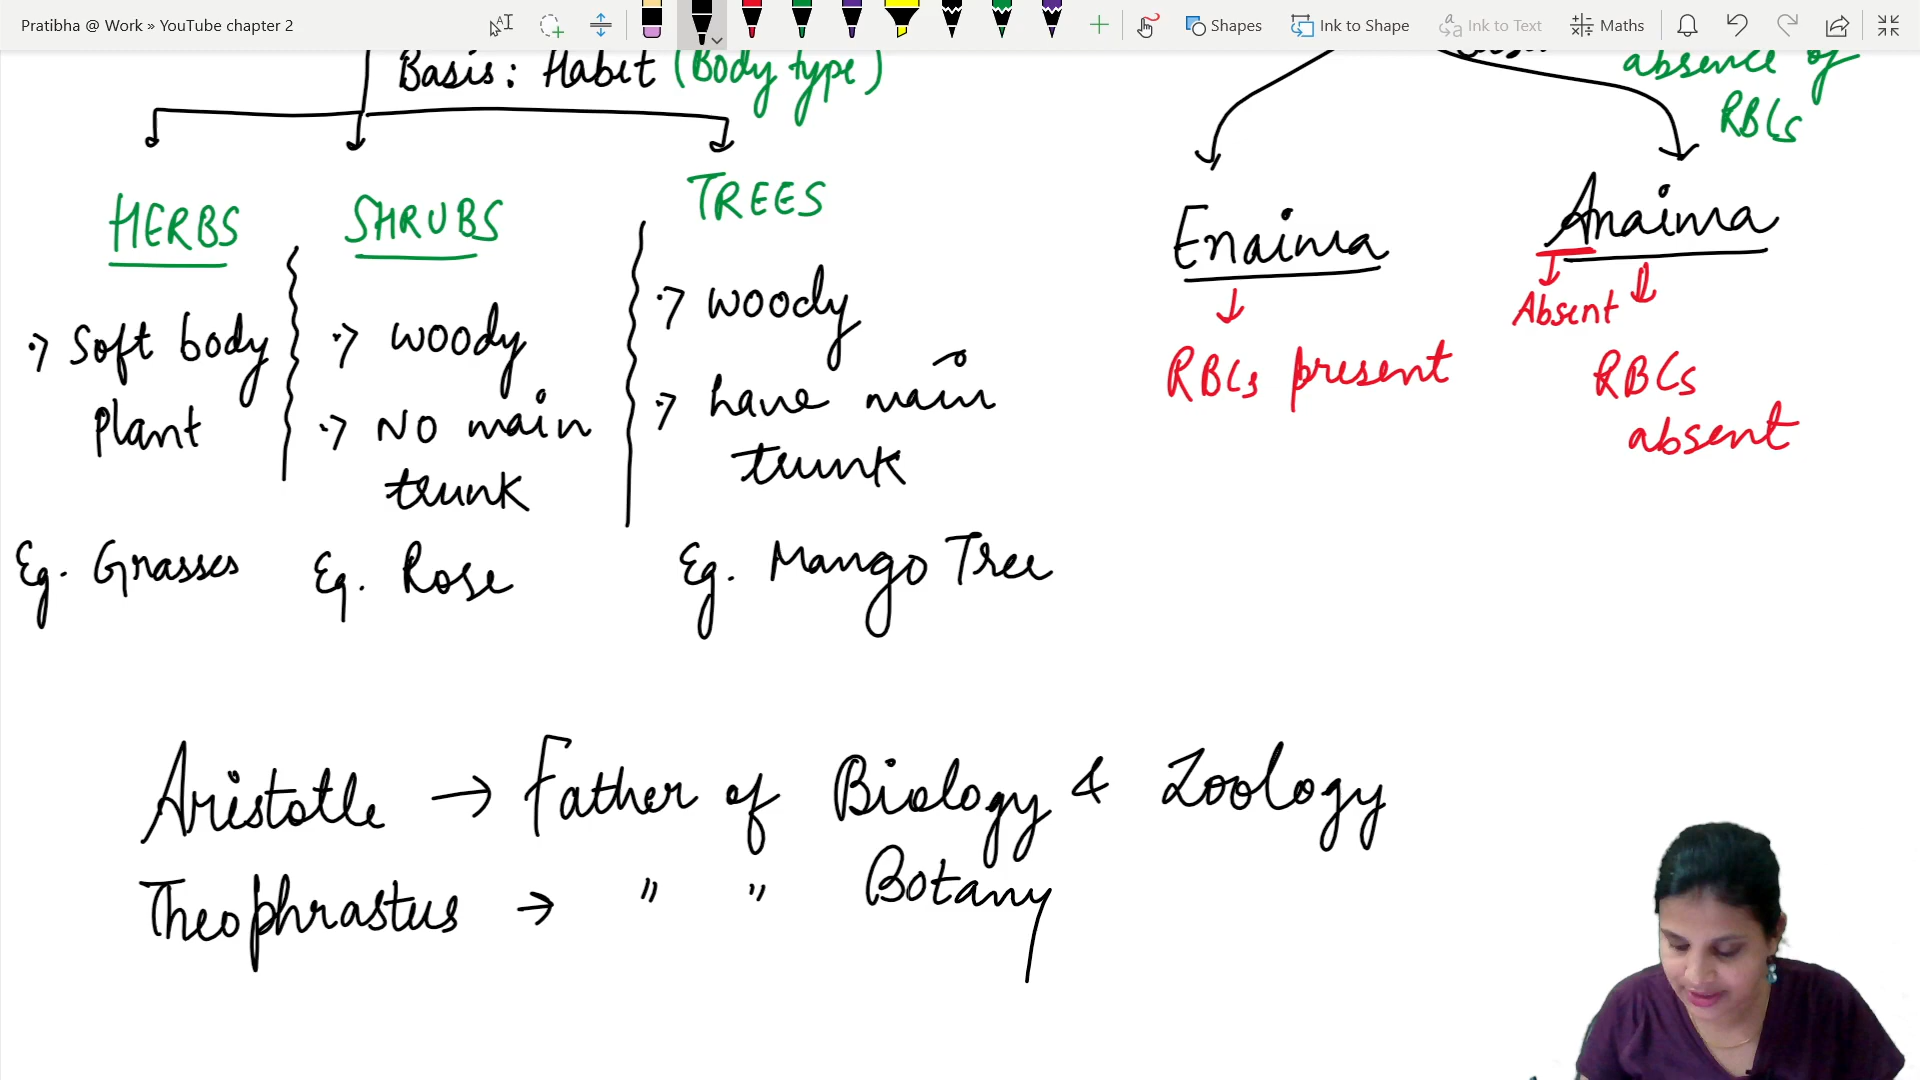 Pratibha @ Work » YouTube chapter 2
Shapes
Ink to Shape
Ink to Text
Maths
Basis: Habit (Body type)
absence of
RBCs
HERBS
SHRUBS
TREES
Enaima
Anaima
Soft body
Plant
woody
No main
trunk
woody
have main
trunk
RBCs present
Absent
RBCs
absent
Eg. Grasses
Eg. Rose
Eg. Mango Tree
Aristotle → Father of Biology & Zoology
Theophrastus → " " Botany